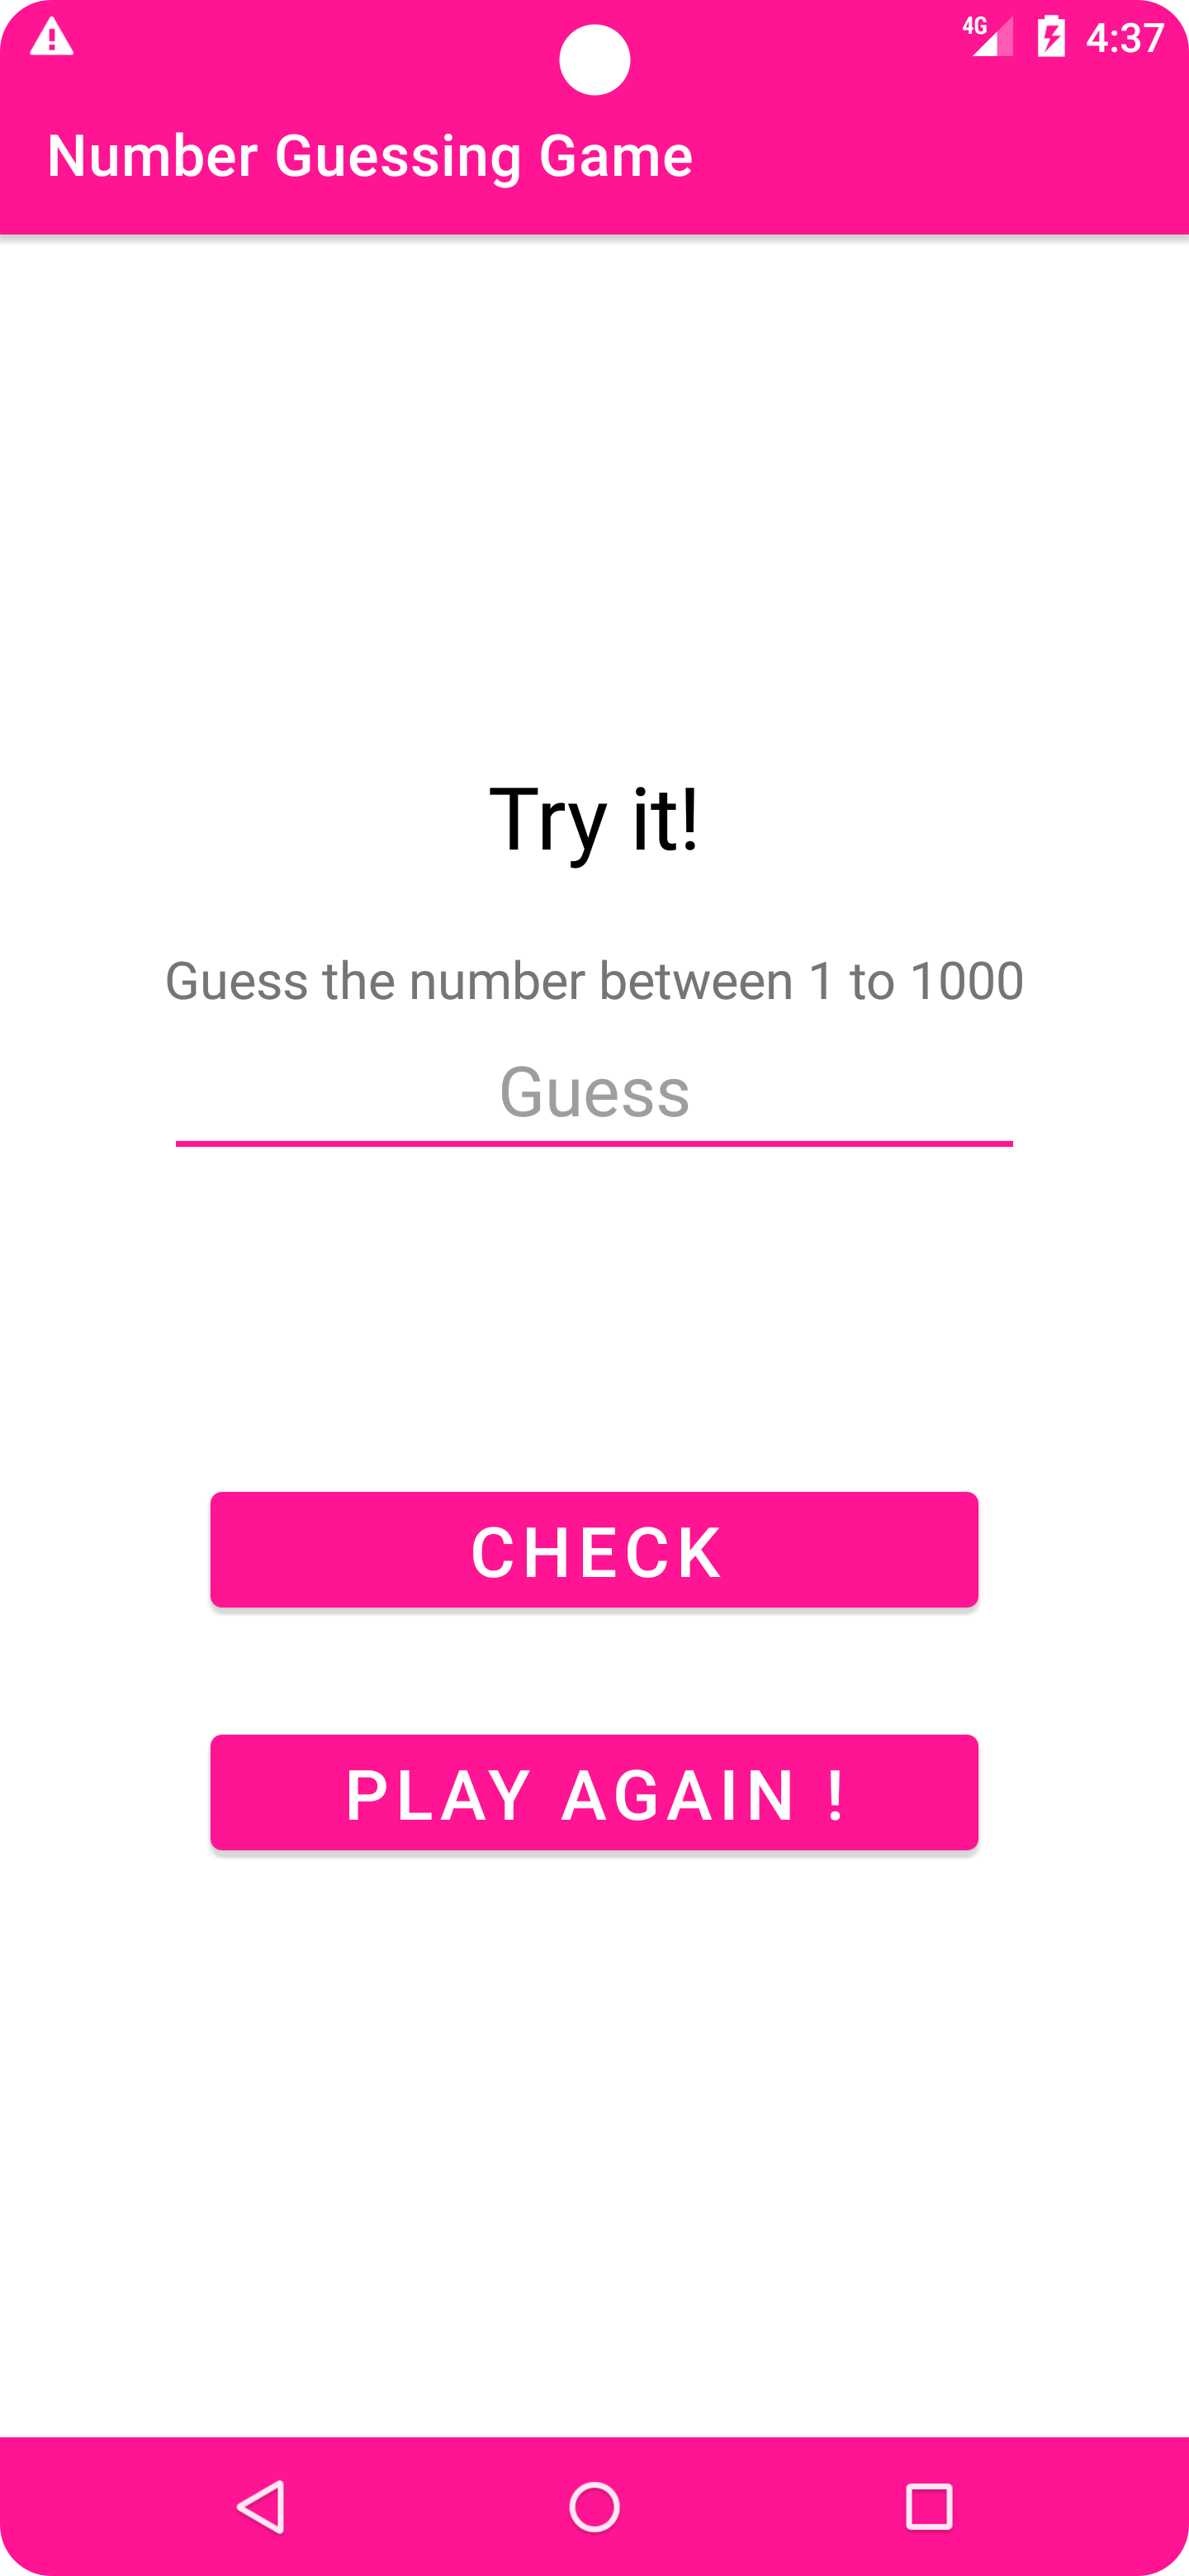 4G 4:37
Number Guessing Game
Try it!
Guess the number between 1 to 1000
Guess
CHECK
PLAY AGAIN !